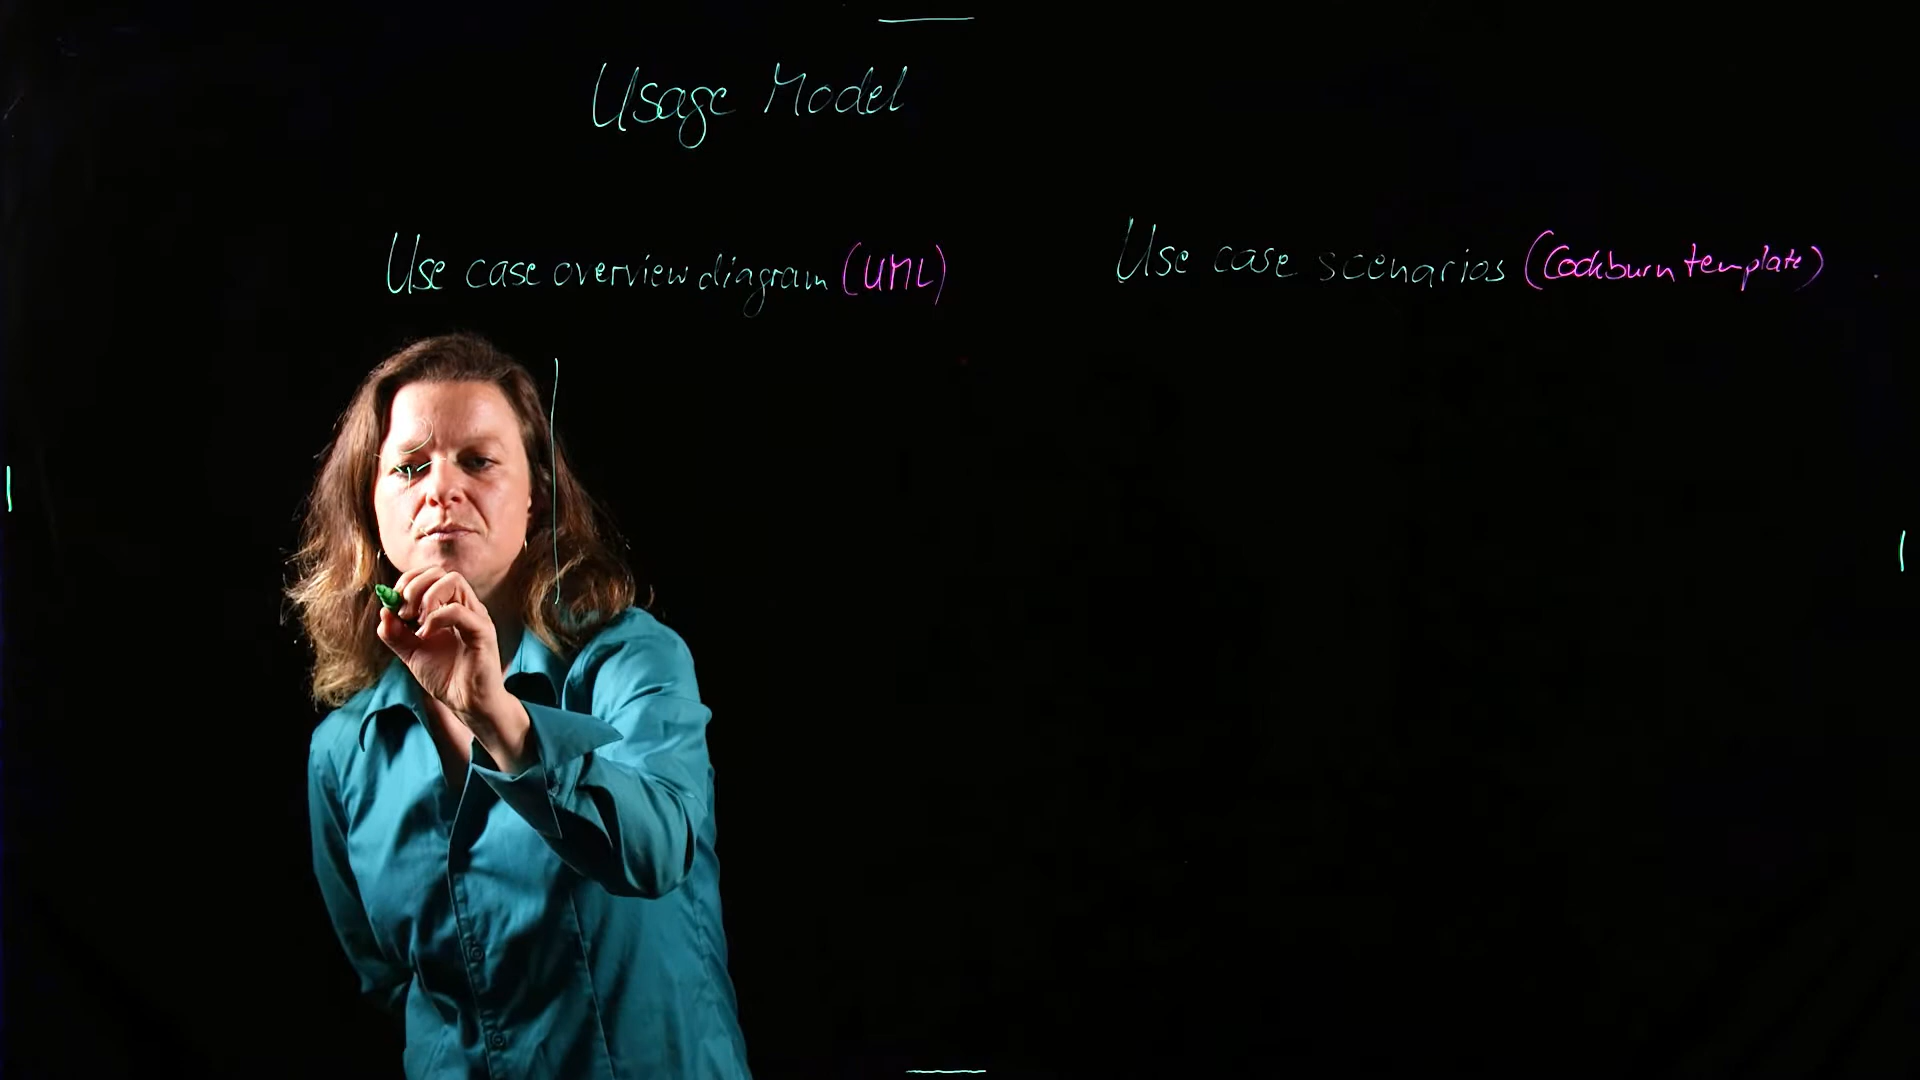 Usage Model
Use case overview diagram (UML)
Use case scenarios (Cockburn template)